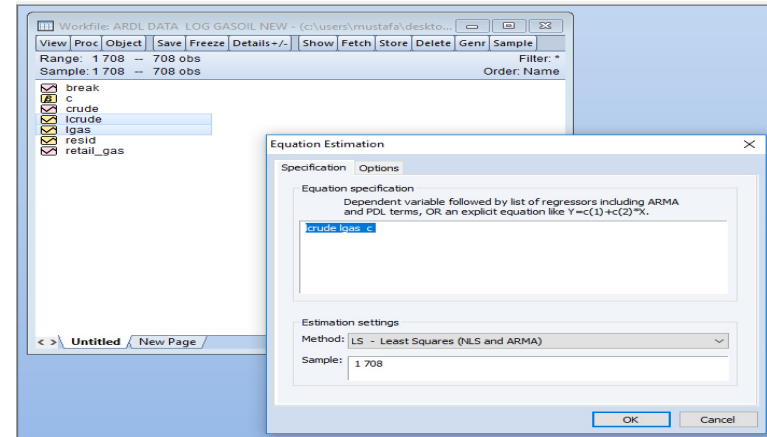 Workfile: ARDL DATA LOG GASOIL NEW - (c:\users\mustafa\deskto...
View Proc Object Save Freeze Details+/- Show Fetch Store Delete Genr Sample
Range: 1 708 -- 708 obs Filter: *
Sample: 1 708 -- 708 obs Order: Name
break
c
crude
lcrude
lgas
resid
retail_gas
Untitled New Page
Equation Estimation
Specification Options
Equation specification
Dependent variable followed by list of regressors including ARMA
and PDL terms, OR an explicit equation like Y=c(1)+c(2)*X.
lcrude lgas c
Estimation settings
Method: LS - Least Squares (NLS and ARMA)
Sample: 1 708
OK Cancel